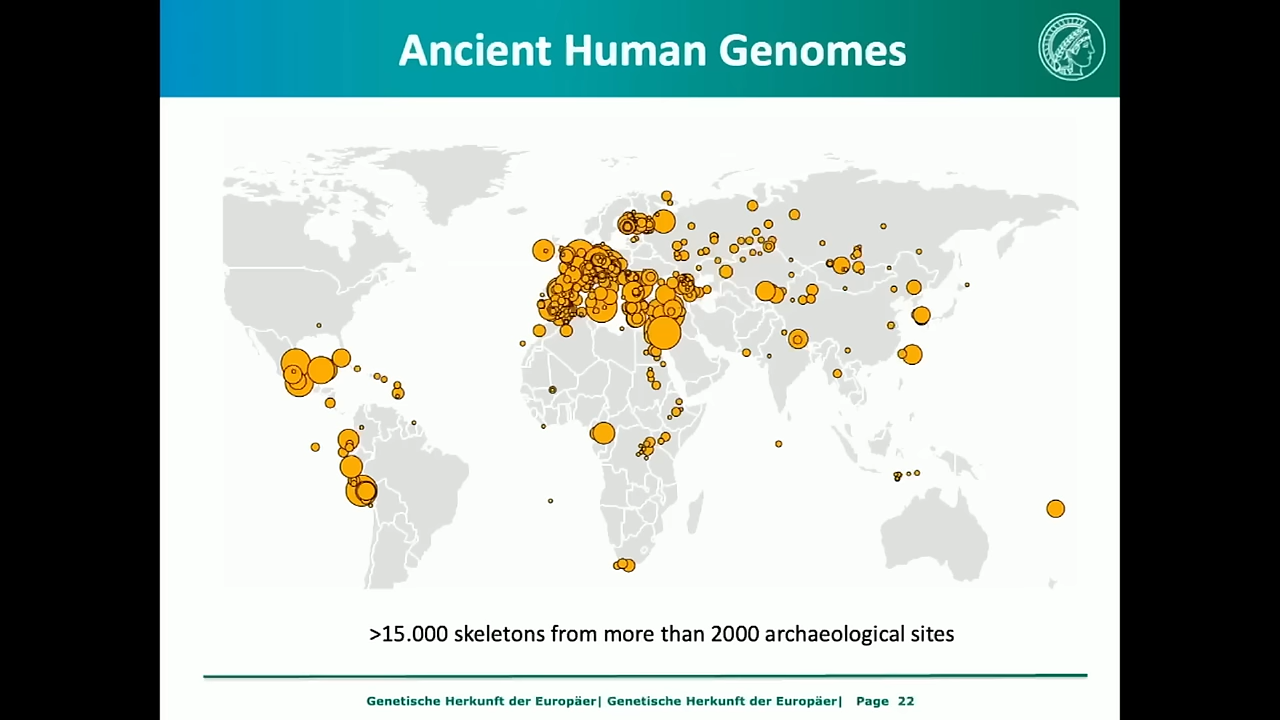 Ancient Human Genomes
>15.000 skeletons from more than 2000 archaeological sites
Genetische Herkunft der Europäer| Genetische Herkunft der Europäer| Page 22